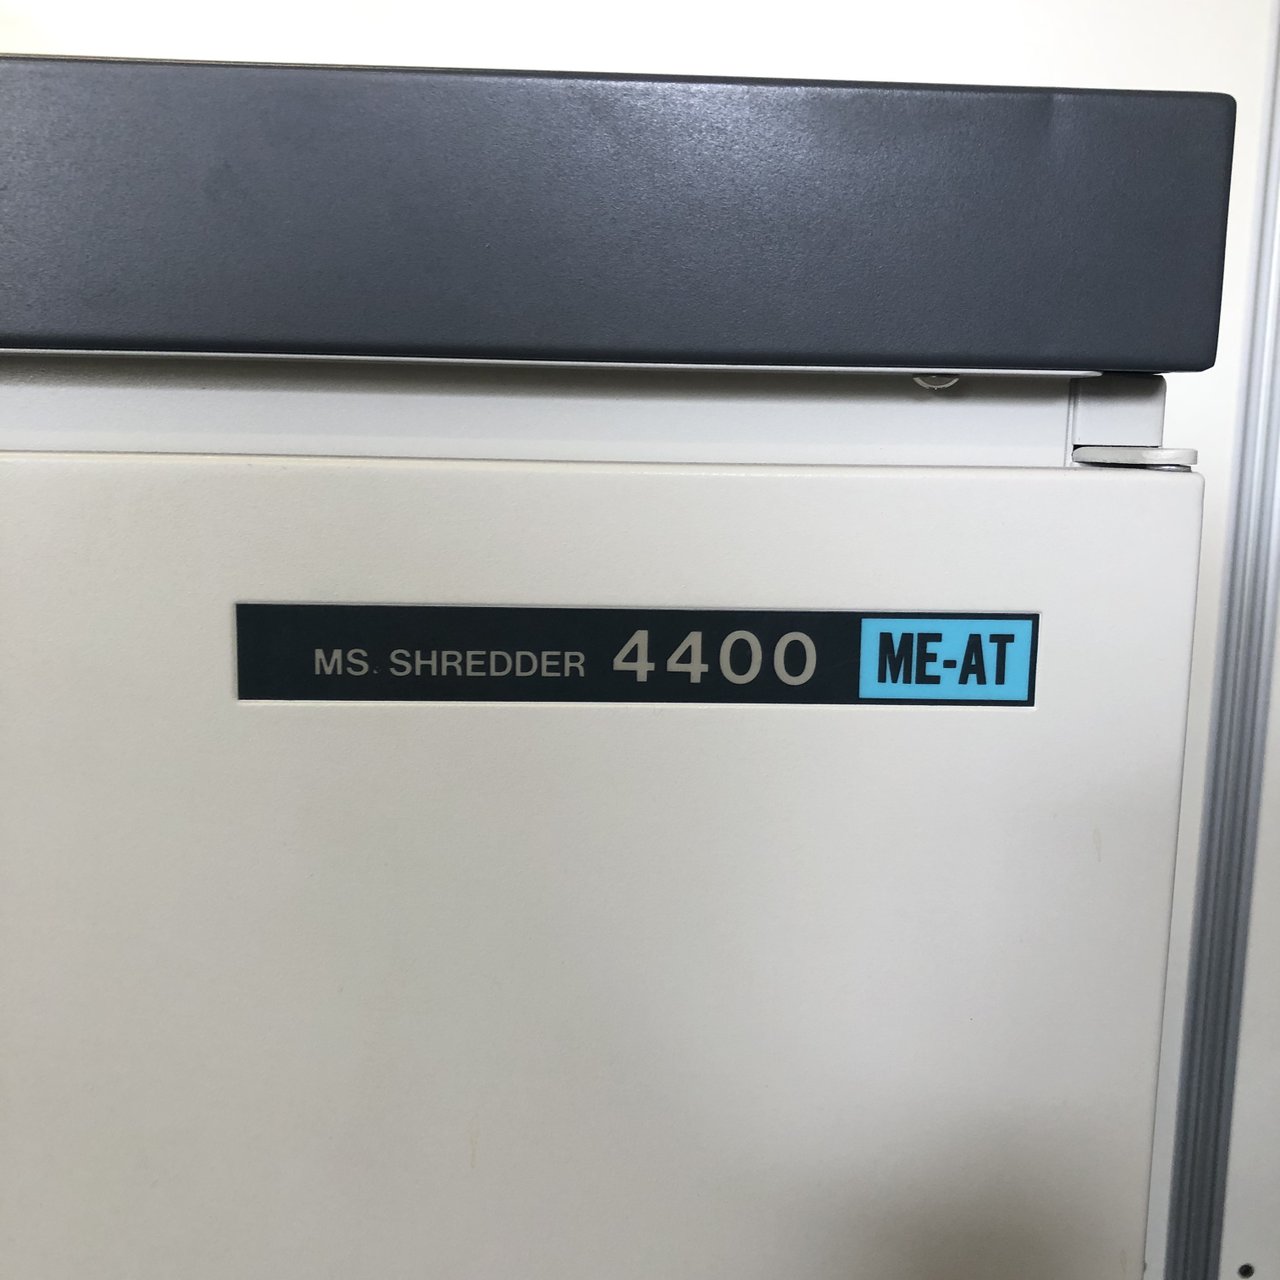 MS. SHREDDER 4400 ME-AT